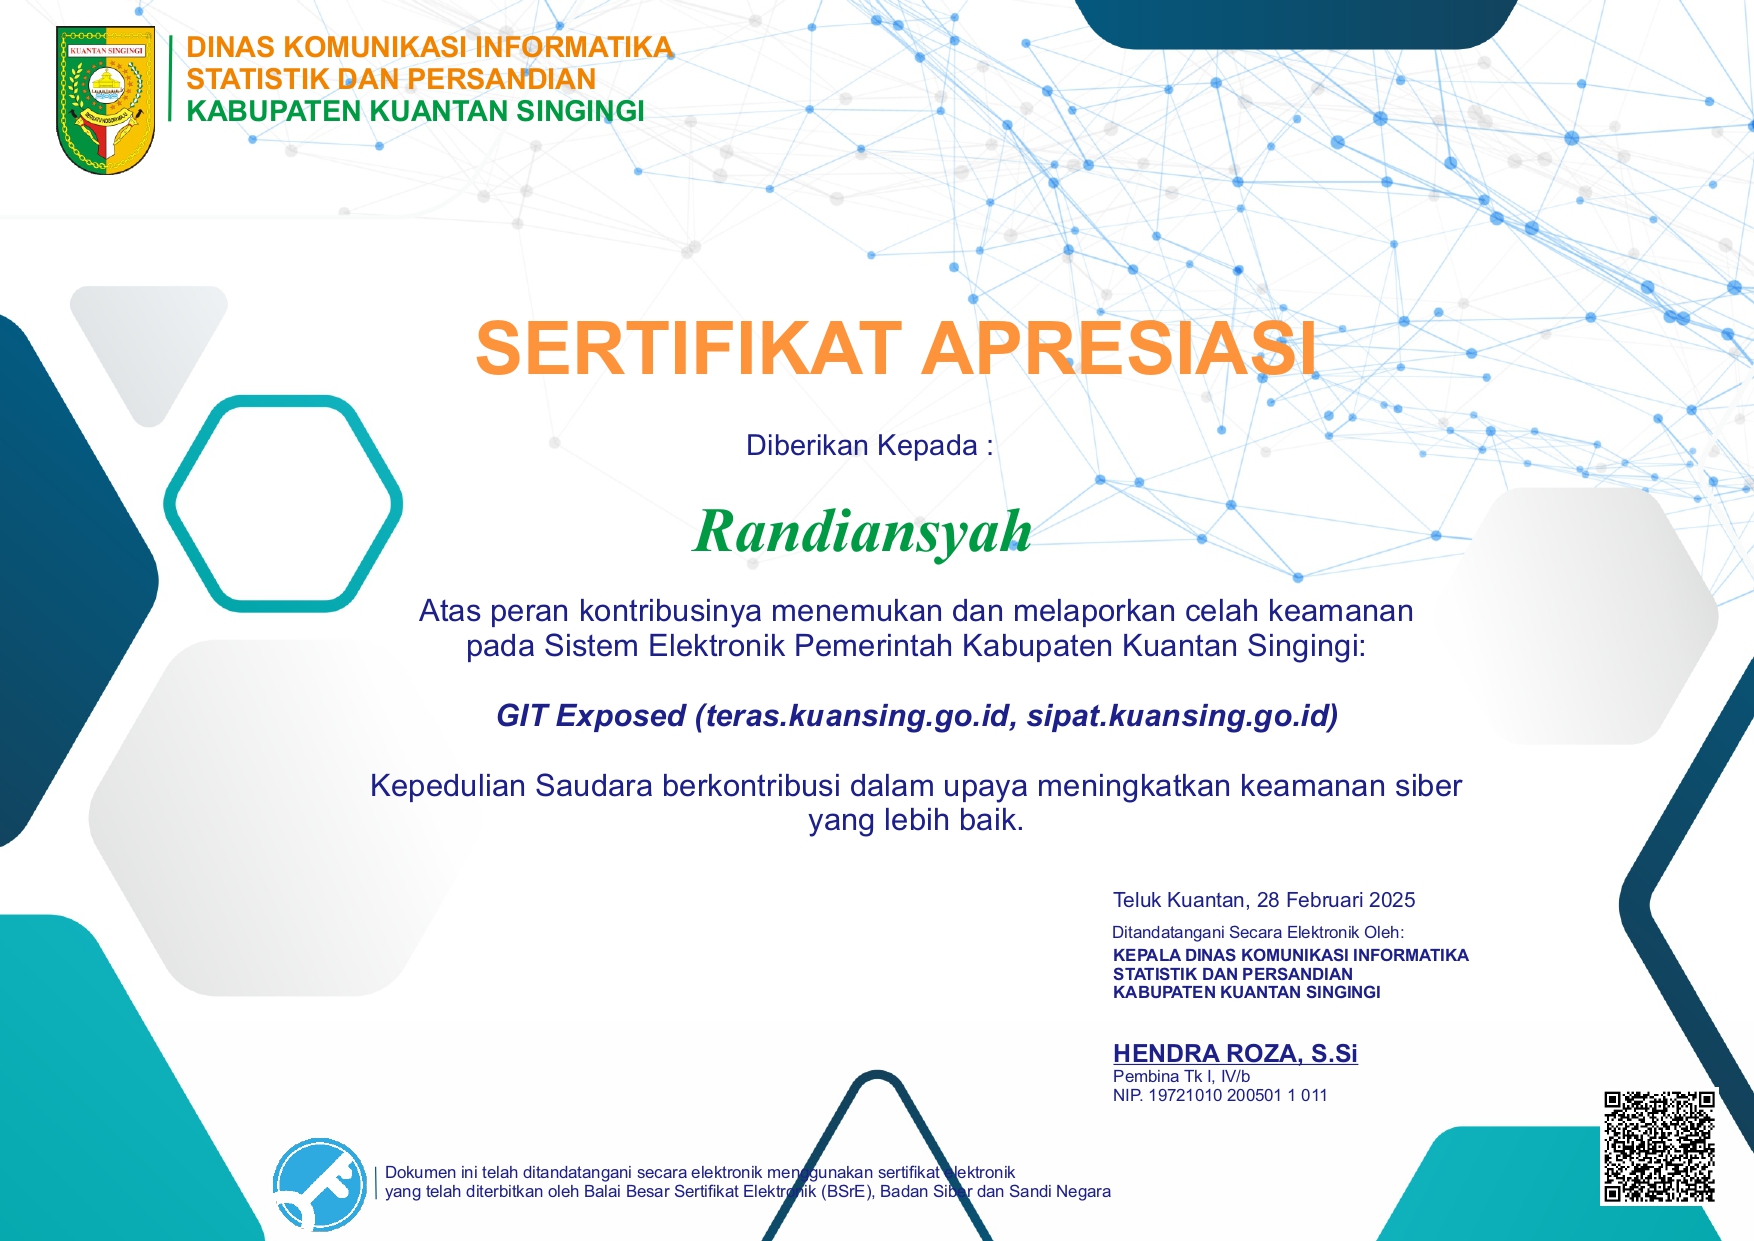 KUANTAN SINGINGI
DINAS KOMUNIKASI INFORMATIKA
STATISTIK DAN PERSANDIAN
KABUPATEN KUANTAN SINGINGI
SERTIFIKAT APRESIASI
Diberikan Kepada :
Randiansyah
Atas peran kontribusinya menemukan dan melaporkan celah keamanan
pada Sistem Elektronik Pemerintah Kabupaten Kuantan Singingi:
GIT Exposed (teras.kuansing.go.id, sipat.kuansing.go.id)
Kepedulian Saudara berkontribusi dalam upaya meningkatkan keamanan siber
yang lebih baik.
Teluk Kuantan, 28 Februari 2025
Ditandatangani Secara Elektronik Oleh:
KEPALA DINAS KOMUNIKASI INFORMATIKA
STATISTIK DAN PERSANDIAN
KABUPATEN KUANTAN SINGINGI
HENDRA ROZA, S.Si
Pembina Tk I, IV/b
NIP. 19721010 200501 1 011
Dokumen ini telah ditandatangani secara elektronik menggunakan sertifikat elektronik
yang telah diterbitkan oleh Balai Besar Sertifikat Elektronik (BSrE), Badan Siber dan Sandi Negara